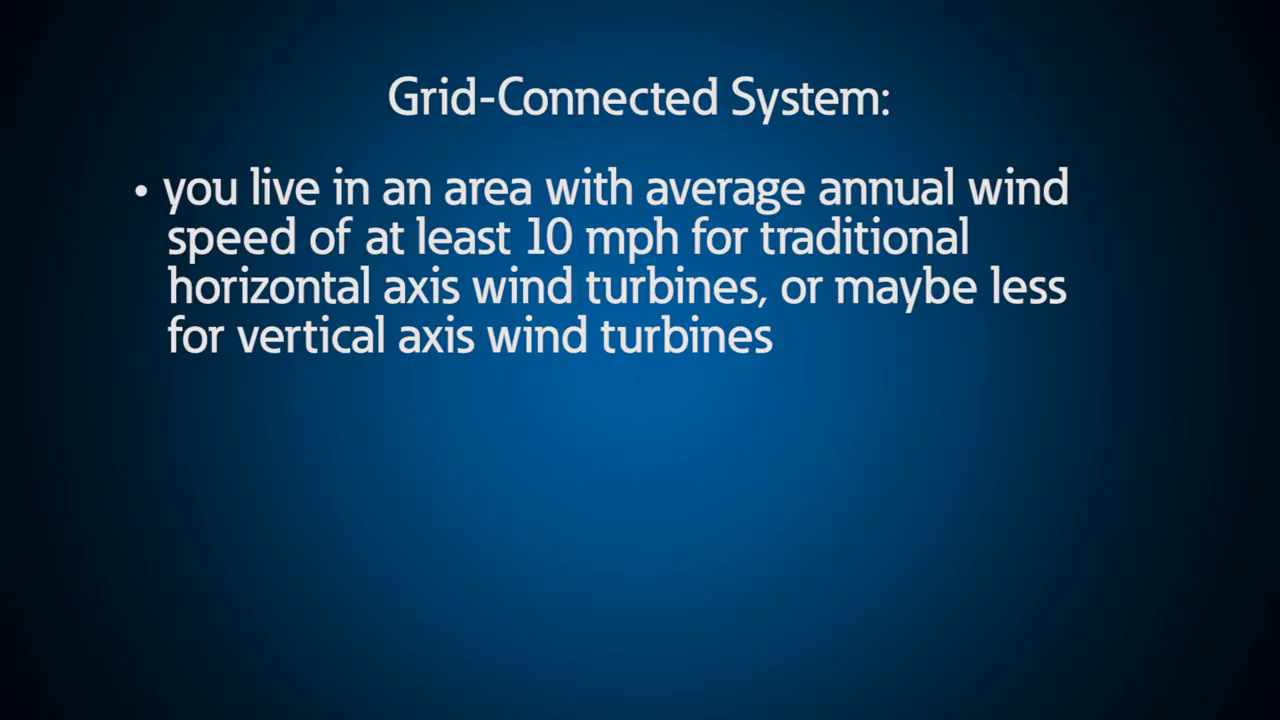 Grid-Connected System:
• you live in an area with average annual wind
speed of at least 10 mph for traditional
horizontal axis wind turbines, or maybe less
for vertical axis wind turbines